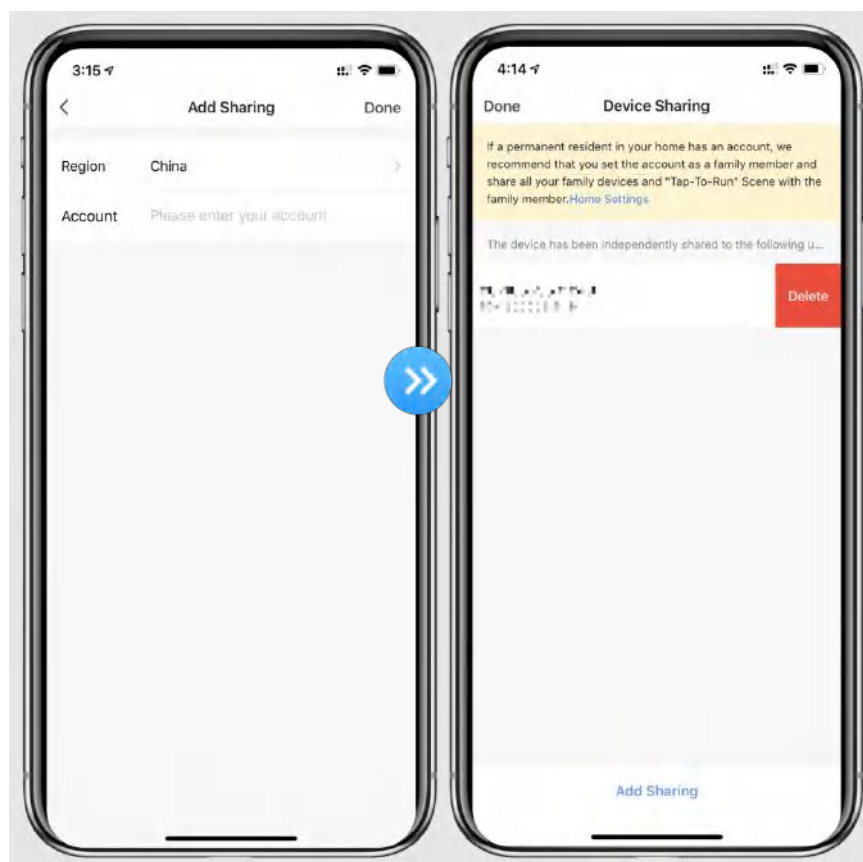 3:15
Add Sharing
Done
Region
China
Account
Please enter your account
4:14
Done
Device Sharing
If a permanent resident in your home has an account, we
recommend that you set the account as a family member and
share all your family devices and "Tap-To-Run" Scene with the
family member.Home Settings
The device has been independently shared to the following u...
Delete
Add Sharing